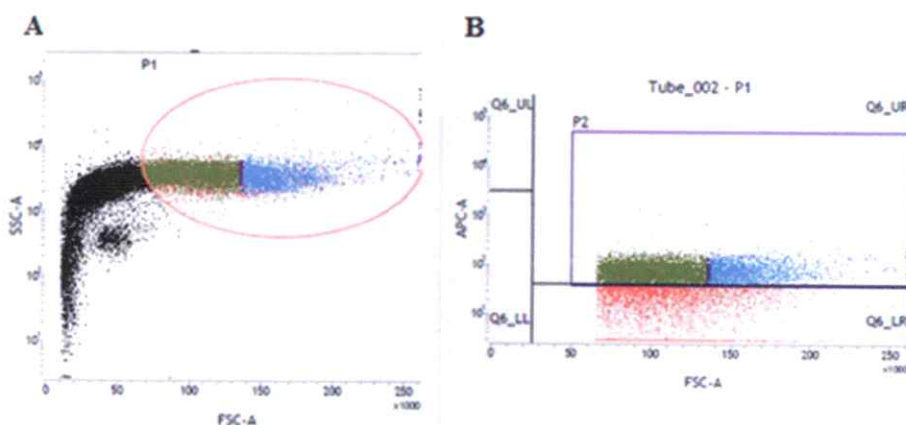 A
P1
SSC-A
0 50 100 150 200 250
x1000
FSC-A
B
Tube_002 - P1
Q6_UL
Q6_UR
P2
APC-A
Q6_LL
Q6_LR
0 50 100 150 200 250
x1000
FSC-A